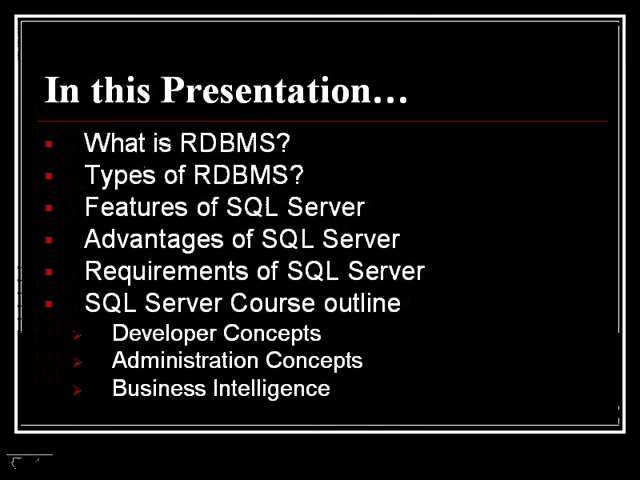 In this Presentation…
What is RDBMS?
Types of RDBMS?
Features of SQL Server
Advantages of SQL Server
Requirements of SQL Server
SQL Server Course outline
Developer Concepts
Administration Concepts
Business Intelligence